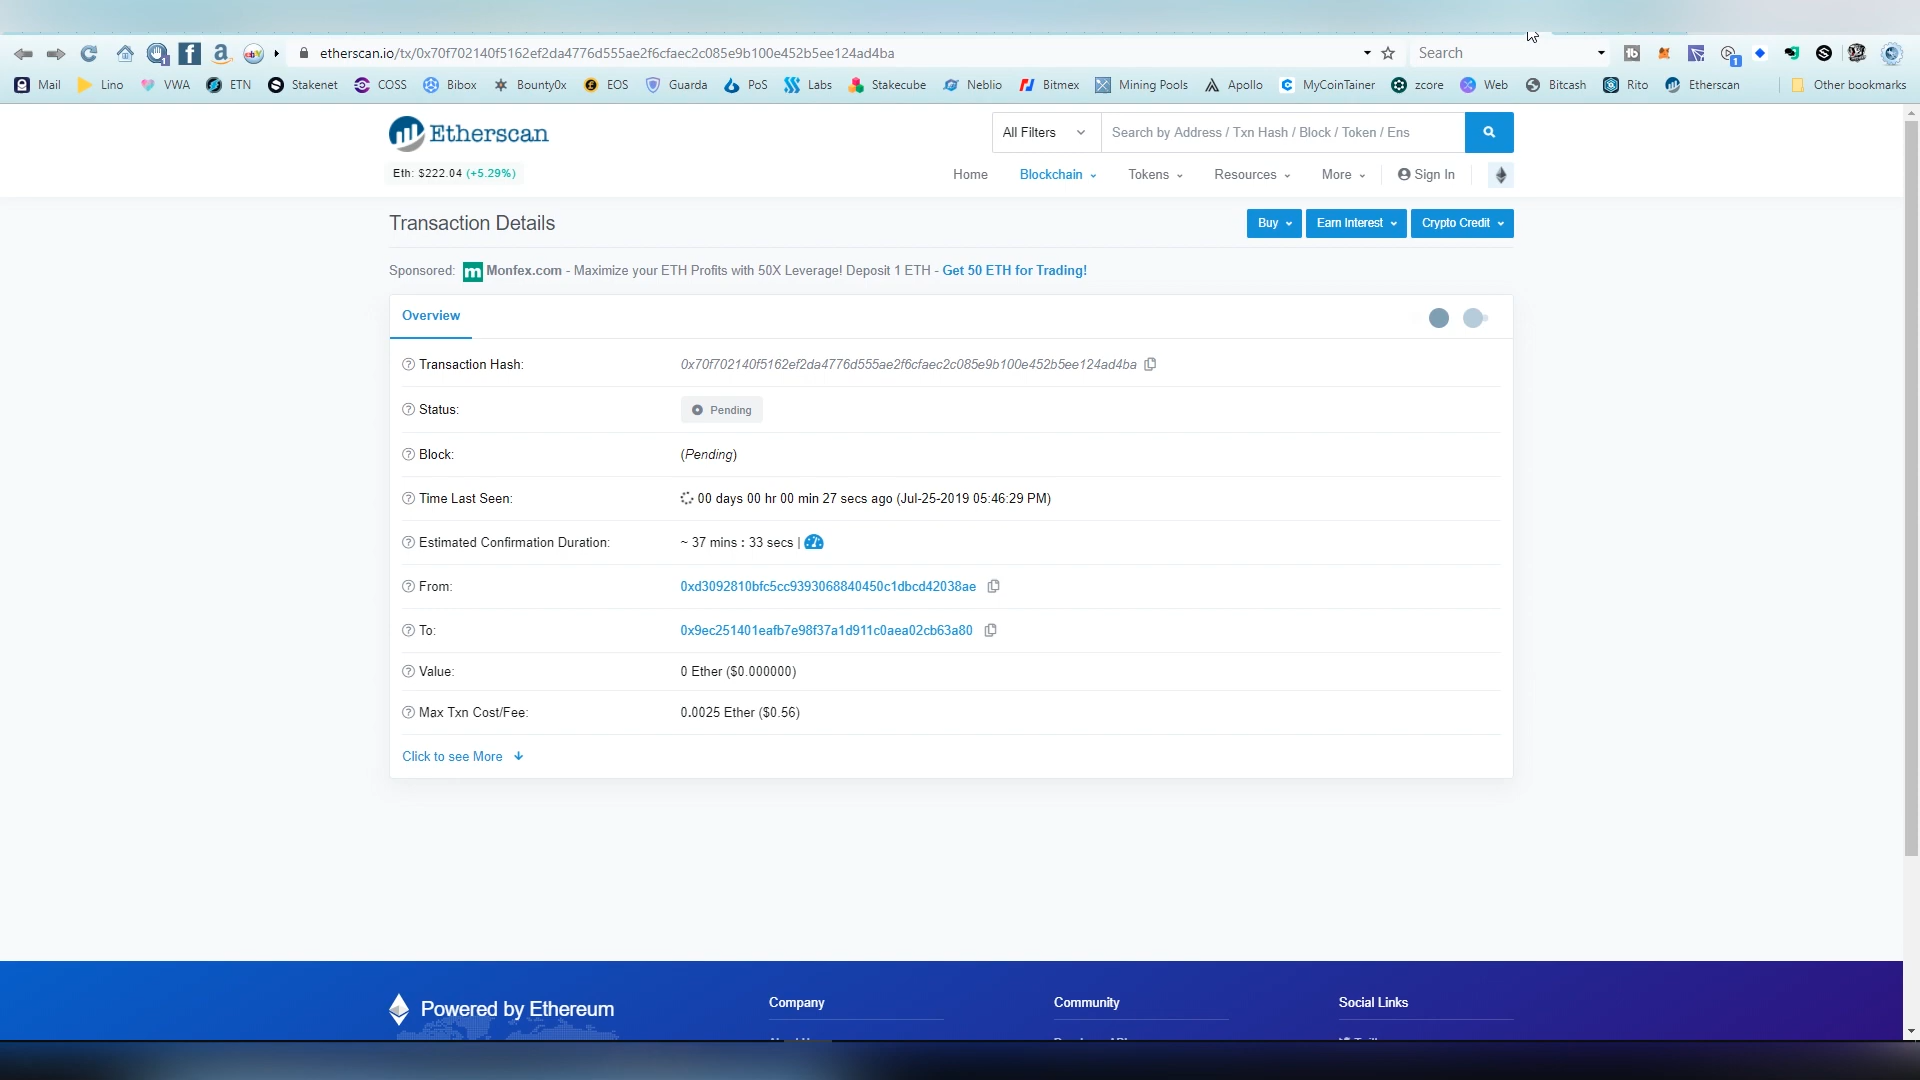 etherscan.io/tx/0x70f702140f5162ef2da4776d555ae2f6cfaec2c085e9b100e452b5ee124ad4ba Search
Mail Lino VWA ETN Stakenet COSS Bibox Bounty0x EOS Guarda PoS Labs Stakecube Neblio Bitmex Mining Pools Apollo MyCoinTainer zcore Web Bitcash Rito Etherscan Other bookmarks
Etherscan
All Filters Search by Address / Txn Hash / Block / Token / Ens
Eth: $222.04 (+5.29%)
Home Blockchain Tokens Resources More Sign In
Transaction Details
Buy Earn Interest Crypto Credit
Sponsored: Monfex.com - Maximize your ETH Profits with 50X Leverage! Deposit 1 ETH - Get 50 ETH for Trading!
Overview
Transaction Hash: 0x70f702140f5162ef2da4776d555ae2f6cfaec2c085e9b100e452b5ee124ad4ba
Status: Pending
Block: (Pending)
Time Last Seen: 00 days 00 hr 00 min 27 secs ago (Jul-25-2019 05:46:29 PM)
Estimated Confirmation Duration: ~ 37 mins : 33 secs |
From: 0xd3092810bfc5cc9393068840450c1dbcd42038ae
To: 0x9ec251401eafb7e98f37a1d911c0aea02cb63a80
Value: 0 Ether ($0.000000)
Max Txn Cost/Fee: 0.0025 Ether ($0.56)
Click to see More
Powered by Ethereum
Company
Community
Social Links